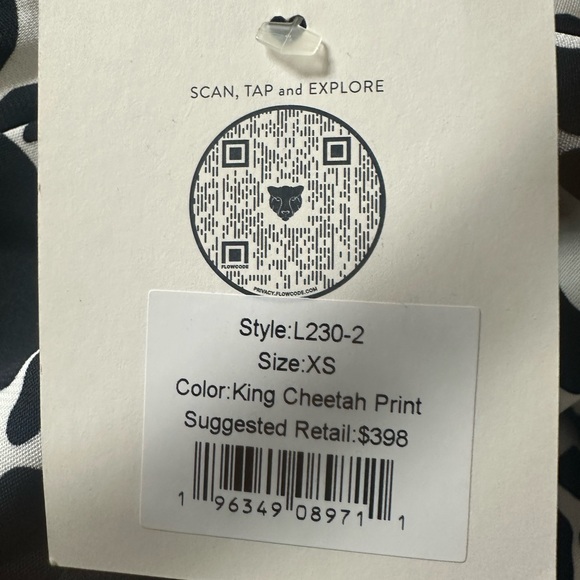 SCAN, TAP and EXPLORE
FLOWCODE
PRIVACY.FLOWCODE.COM
Style:L230-2
Size:XS
Color:King Cheetah Print
Suggested Retail:$398
1 96349 08971 1